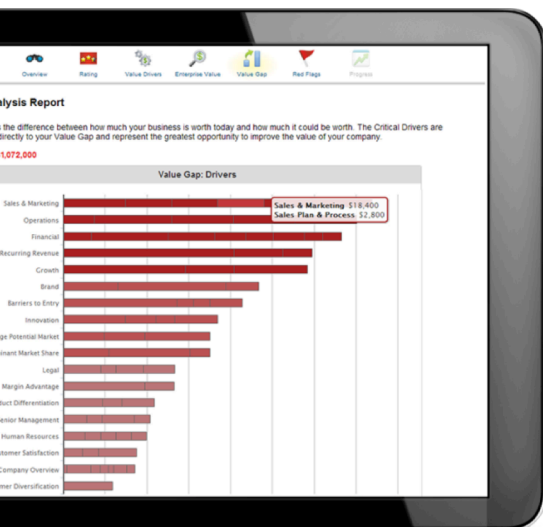 Overview
Rating
Value Drivers
Enterprise Value
Value Gap
Red Flags
Progress
lysis Report
s the difference between how much your business is worth today and how much it could be worth. The Critical Drivers are
directly to your Value Gap and represent the greatest opportunity to improve the value of your company.
1,072,000
Value Gap: Drivers
Sales & Marketing
Sales & Marketing $18,400
Sales Plan & Process $2,800
Operations
Financial
Recurring Revenue
Growth
Brand
Barriers to Entry
Innovation
ge Potential Market
inant Market Share
Legal
Margin Advantage
duct Differentiation
enior Management
Human Resources
stomer Satisfaction
Company Overview
mer Diversification